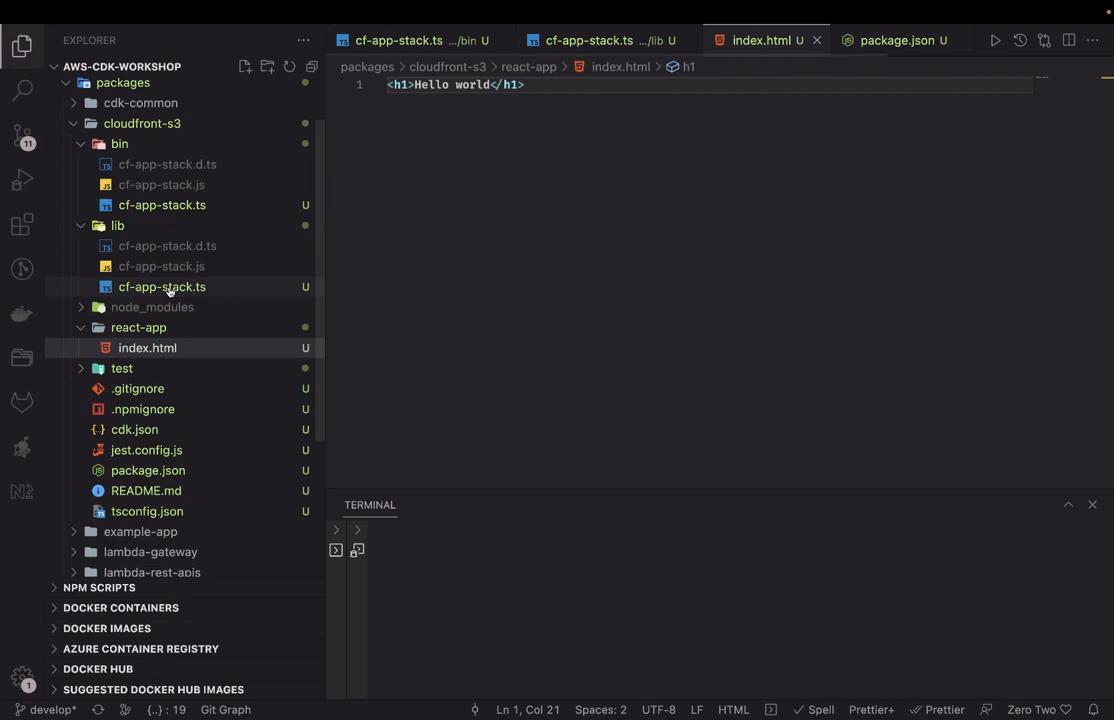 EXPLORER
AWS-CDK-WORKSHOP
packages
cdk-common
cloudfront-s3
bin
cf-app-stack.d.ts
cf-app-stack.js
cf-app-stack.ts U
lib
cf-app-stack.d.ts
cf-app-stack.js
cf-app-stack.ts U
node_modules
react-app
index.html U
test
.gitignore U
.npmignore U
cdk.json U
jest.config.js U
package.json U
README.md U
tsconfig.json U
example-app
lambda-gateway
lambda-rest-apis
NPM SCRIPTS
DOCKER CONTAINERS
DOCKER IMAGES
AZURE CONTAINER REGISTRY
DOCKER HUB
SUGGESTED DOCKER HUB IMAGES
11
1
cf-app-stack.ts .../bin U
cf-app-stack.ts .../lib U
index.html U
package.json U
packages > cloudfront-s3 > react-app > index.html > h1
1 <h1>Hello world</h1>
TERMINAL
develop* {..} : 19 Git Graph Ln 1, Col 21 Spaces: 2 UTF-8 LF HTML Spell Prettier+ Prettier Zero Two